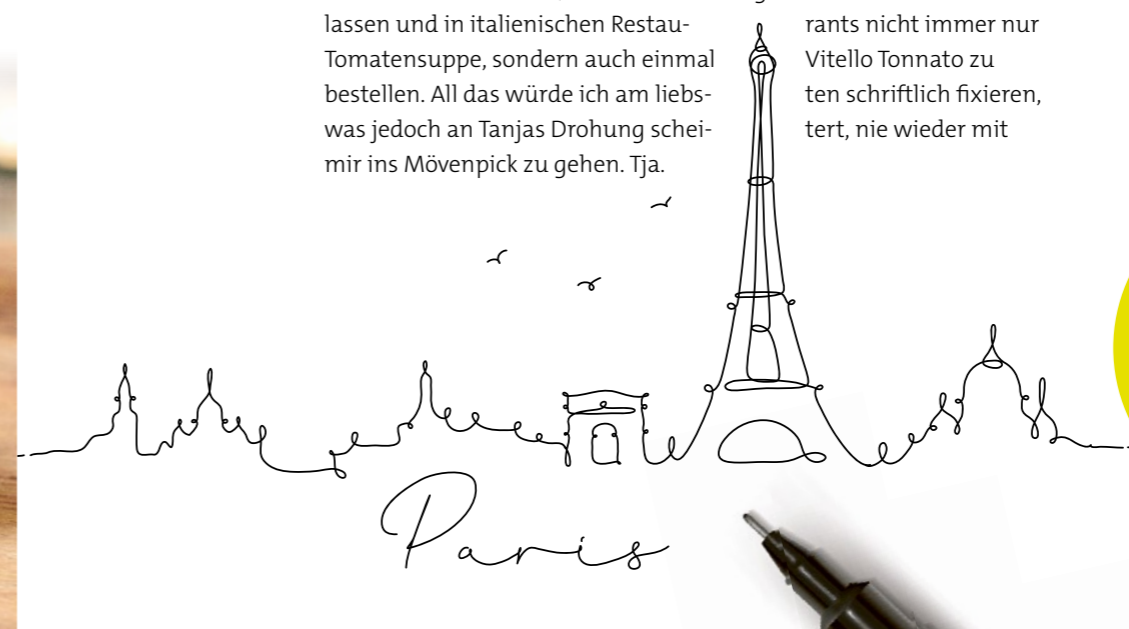 lassen und in italienischen Restau- rants nicht immer nur
Tomatensuppe, sondern auch einmal Vitello Tonnato zu
bestellen. All das würde ich am liebs- ten schriftlich fixieren,
was jedoch an Tanjas Drohung schei- tert, nie wieder mit
mir ins Mövenpick zu gehen. Tja.
Paris